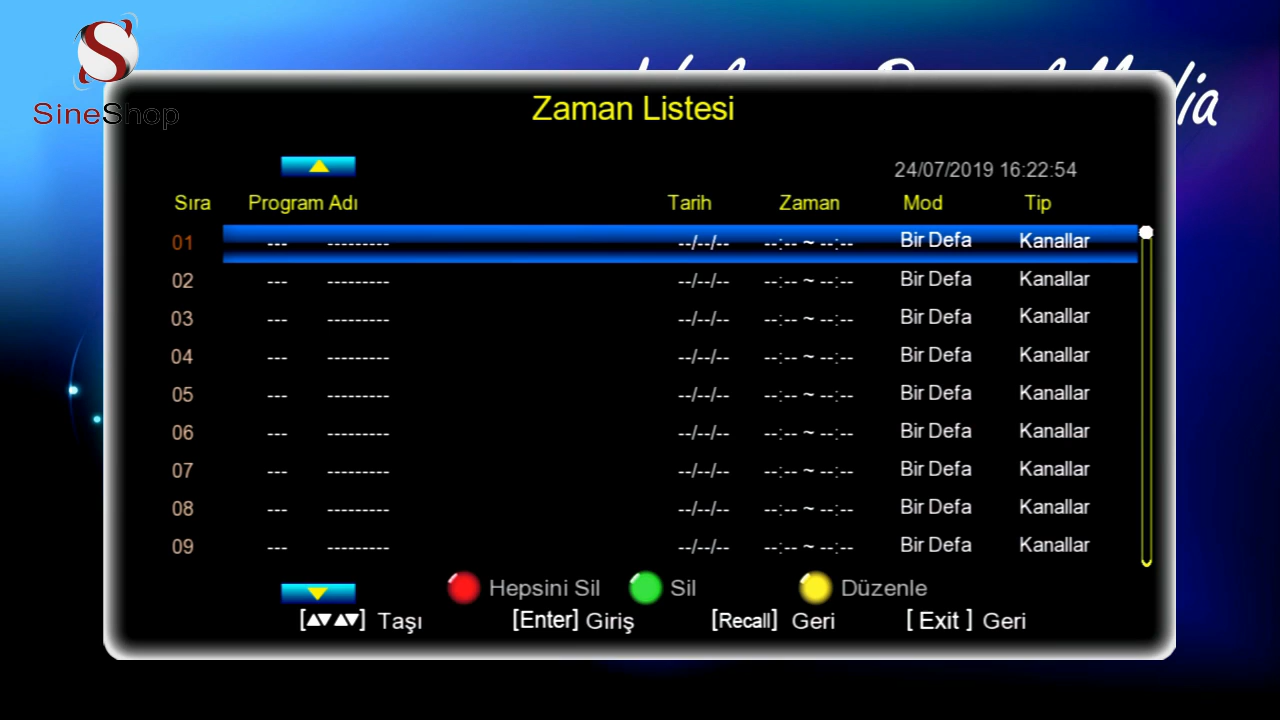 SineShop
Zaman Listesi
24/07/2019 16:22:54
Sıra Program Adı Tarih Zaman Mod Tip
01 --- --------- --/--/-- --:-- ~ --:-- Bir Defa Kanallar
02 --- --------- --/--/-- --:-- ~ --:-- Bir Defa Kanallar
03 --- --------- --/--/-- --:-- ~ --:-- Bir Defa Kanallar
04 --- --------- --/--/-- --:-- ~ --:-- Bir Defa Kanallar
05 --- --------- --/--/-- --:-- ~ --:-- Bir Defa Kanallar
06 --- --------- --/--/-- --:-- ~ --:-- Bir Defa Kanallar
07 --- --------- --/--/-- --:-- ~ --:-- Bir Defa Kanallar
08 --- --------- --/--/-- --:-- ~ --:-- Bir Defa Kanallar
09 --- --------- --/--/-- --:-- ~ --:-- Bir Defa Kanallar
Hepsini Sil Sil Düzenle
[▲▼▲▼] Taşı [Enter] Giriş [Recall] Geri [ Exit ] Geri